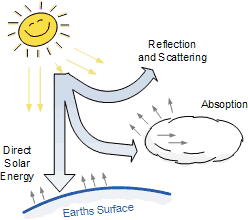 Reflection
and Scattering
Absoption
Direct
Solar
Energy
Earths Surface